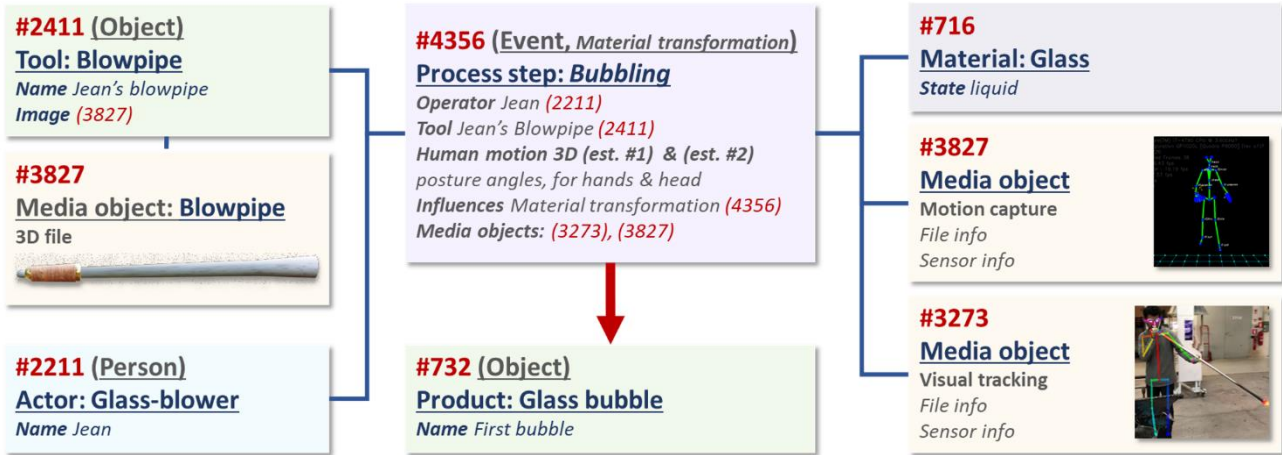 #2411 (Object)
Tool: Blowpipe
Name Jean's blowpipe
Image (3827)
#3827
Media object: Blowpipe
3D file
#2211 (Person)
Actor: Glass-blower
Name Jean
#4356 (Event, Material transformation)
Process step: Bubbling
Operator Jean (2211)
Tool Jean's Blowpipe (2411)
Human motion 3D (est. #1) & (est. #2)
posture angles, for hands & head
Influences Material transformation (4356)
Media objects: (3273), (3827)
#732 (Object)
Product: Glass bubble
Name First bubble
#716
Material: Glass
State liquid
#3827
Media object
Motion capture
File info
Sensor info
#3273
Media object
Visual tracking
File info
Sensor info